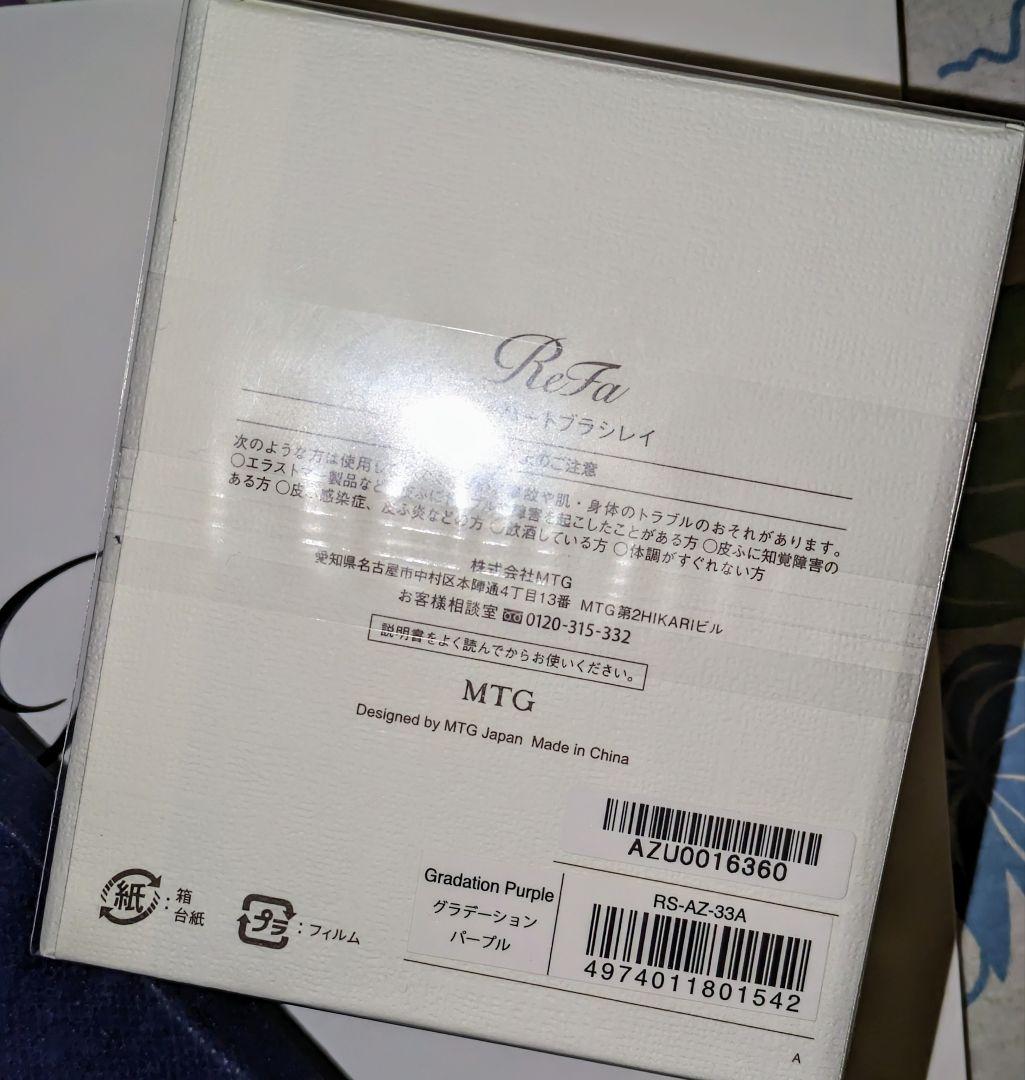 ReFa
ートブラシレイ
のご注意
次のような方は使用し 事故や肌・身体のトラブルのおそれがあります。
○エラスト 製品など 障害を起こしたことがある方 ○皮ふに知覚障害の
ある方 ○皮ふ感染症、皮ふ炎などの方 ○飲酒している方 ○体調がすぐれない方
株式会社MTG
愛知県名古屋市中村区本陣通4丁目13番 MTG第2HIKARIビル
お客様相談室 0120-315-332
説明書をよく読んでからお使いください。
MTG
Designed by MTG Japan Made in China
AZU0016360
紙 : 箱
台紙
プラ : フィルム
Gradation Purple
グラデーション
パープル
RS-AZ-33A
4974011801542
A